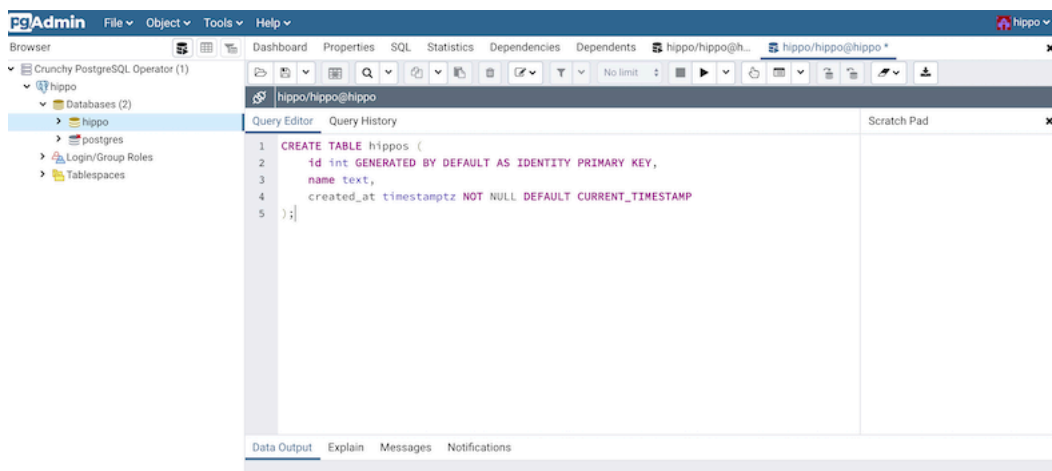 pgAdmin File Object Tools Help hippo
Browser
Dashboard Properties SQL Statistics Dependencies Dependents hippo/hippo@h... hippo/hippo@hippo *
Crunchy PostgreSQL Operator (1)
hippo
Databases (2)
hippo
postgres
Login/Group Roles
Tablespaces
No limit
hippo/hippo@hippo
Query Editor Query History
Scratch Pad
1 CREATE TABLE hippos (
2 id int GENERATED BY DEFAULT AS IDENTITY PRIMARY KEY,
3 name text,
4 created_at timestamptz NOT NULL DEFAULT CURRENT_TIMESTAMP
5 );
Data Output Explain Messages Notifications